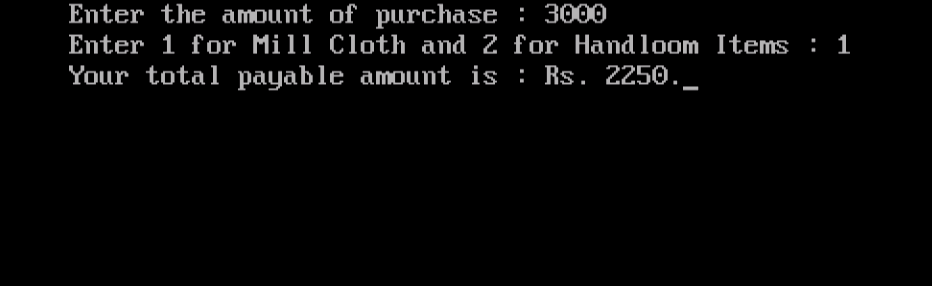 Enter the amount of purchase : 3000
Enter 1 for Mill Cloth and 2 for Handloom Items : 1
Your total payable amount is : Rs. 2250._